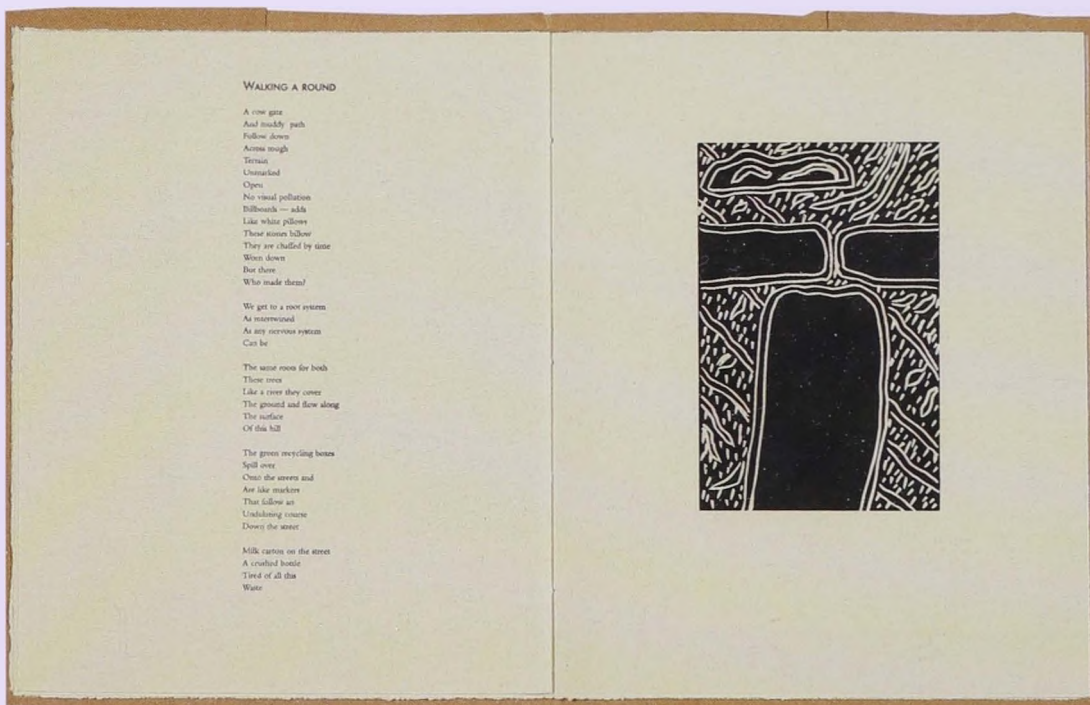 WALKING A ROUND
A cow gate
And muddy path
Follow down
Across rough
Terrain
Unmarked
Open
No visual pollution
Billboards — adds
Like white pillows
These stones billow
They are chaffed by time
Worn down
But there
Who made them?
We get to a root system
As intertwined
As any nervous system
Can be
The same room for both
These trees
Like a river they cover
The ground and flow along
The surface
Of this hill
The green recycling boxes
Spill over
Onto the streets and
Are like markers
That follow an
Undulating course
Down the street
Milk carton on the street
A crushed bottle
Tired of all this
Waste